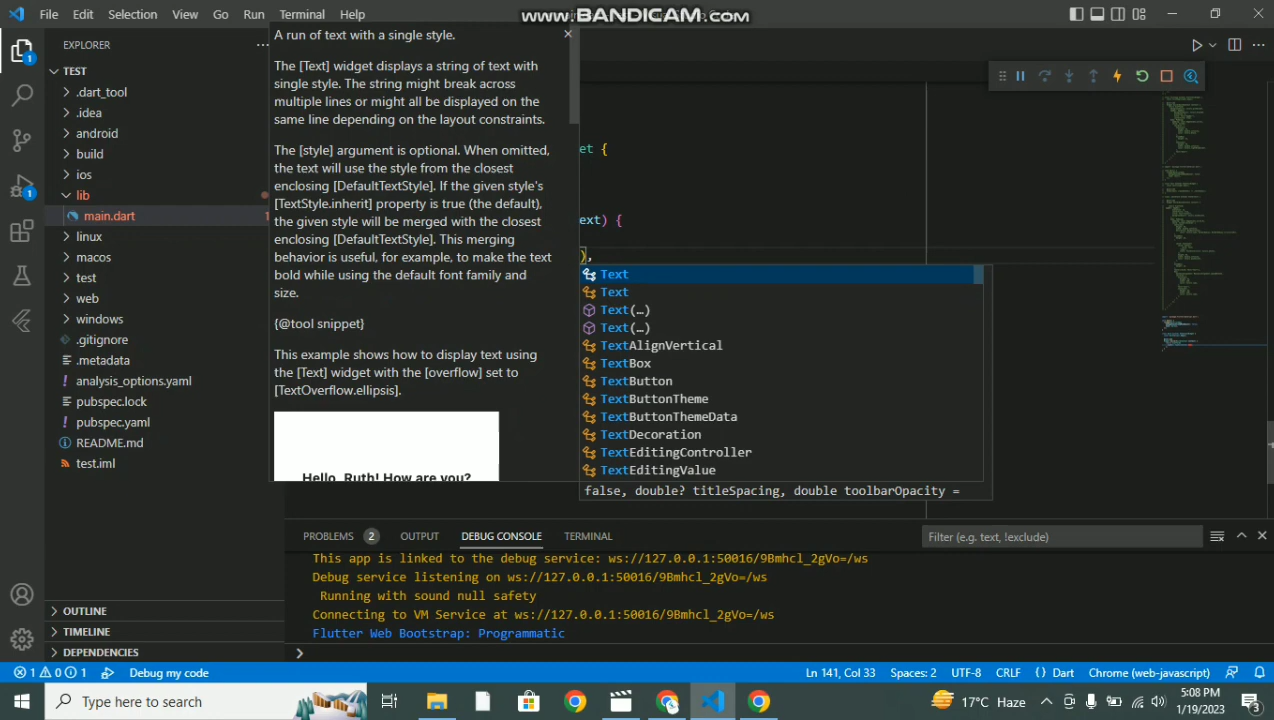 File Edit Selection View Go Run Terminal Help
www.BANDICAM.com
EXPLORER
TEST
.dart_tool
.idea
android
build
ios
lib
main.dart
1
linux
macos
test
web
windows
.gitignore
.metadata
analysis_options.yaml
pubspec.lock
pubspec.yaml
README.md
test.iml
OUTLINE
TIMELINE
DEPENDENCIES
A run of text with a single style.
The [Text] widget displays a string of text with
single style. The string might break across
multiple lines or might all be displayed on the
same line depending on the layout constraints.
The [style] argument is optional. When omitted,
the text will use the style from the closest
enclosing [DefaultTextStyle]. If the given style's
[TextStyle.inherit] property is true (the default),
the given style will be merged with the closest
enclosing [DefaultTextStyle]. This merging
behavior is useful, for example, to make the text
bold while using the default font family and
size.
{@tool snippet}
This example shows how to display text using
the [Text] widget with the [overflow] set to
[TextOverflow.ellipsis].
Hello, Ruth! How are you?
et {
ext) {
),
Text
Text
Text(…)
Text(…)
TextAlignVertical
TextBox
TextButton
TextButtonTheme
TextButtonThemeData
TextDecoration
TextEditingController
TextEditingValue
false, double? titleSpacing, double toolbarOpacity =
PROBLEMS 2 OUTPUT DEBUG CONSOLE TERMINAL
Filter (e.g. text, !exclude)
This app is linked to the debug service: ws://127.0.0.1:50016/9Bmhcl_2gVo=/ws
Debug service listening on ws://127.0.0.1:50016/9Bmhcl_2gVo=/ws
Running with sound null safety
Connecting to VM Service at ws://127.0.0.1:50016/9Bmhcl_2gVo=/ws
Flutter Web Bootstrap: Programmatic
1 0 1 Debug my code Ln 141, Col 33 Spaces: 2 UTF-8 CRLF {} Dart Chrome (web-javascript)
Type here to search
17°C Haze
5:08 PM
1/19/2023
3